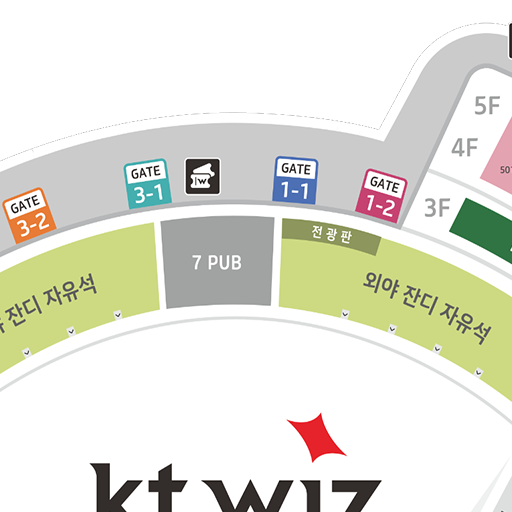 5F
4F
50
3F
GATE
3-2
GATE
3-1
GATE
1-1
GATE
1-2
전광판
7 PUB
잔디 자유석
외야 잔디 자유석
kt wiz